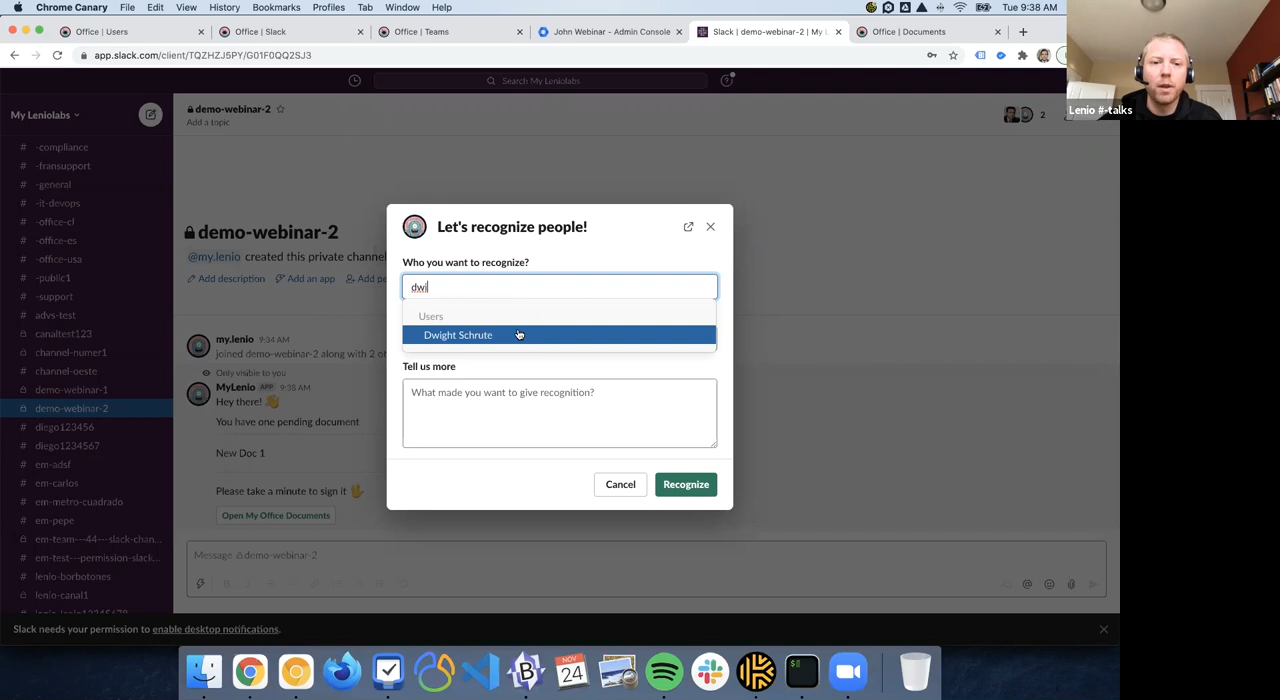 Chrome Canary File Edit View History Bookmarks Profiles Tab Window Help Tue 9:38 AM
Office | Users
Office | Slack
Office | Teams
John Webinar - Admin Console
Slack | demo-webinar-2 | My L
Office | Documents
app.slack.com/client/TQZHZJ5PY/G01F0QQ2SJ3
Search My Leniolabs
Lenio #-talks
My Leniolabs
# -compliance
# -fransupport
# -general
# -it-devops
# -office-cl
# -office-es
# -office-usa
# -public1
# -support
# advs-test
canaltest123
# channel-numer1
# channel-oeste
demo-webinar-1
demo-webinar-2
# diego123456
# diego1234567
# em-adsf
# em-carlos
# em-metro-cuadrado
# em-pepe
em-team---44---slack-chan...
# em-test---permission-slack...
# lenio-borbotones
lenio-canal1
demo-webinar-2
Add a topic
2
demo-webinar-2
@my.lenio created this private channel
Add description Add an app Add pe
my.lenio 9:34 AM
joined demo-webinar-2 along with 2 ot
Only visible to you
MyLenio APP 9:38 AM
Hey there!
You have one pending document
New Doc 1
Please take a minute to sign it
Open My Office Documents
Message demo-webinar-2
Let's recognize people!
Who you want to recognize?
dwi
Users
Dwight Schrute
Tell us more
What made you want to give recognition?
Cancel Recognize
Slack needs your permission to enable desktop notifications.
NOV
24